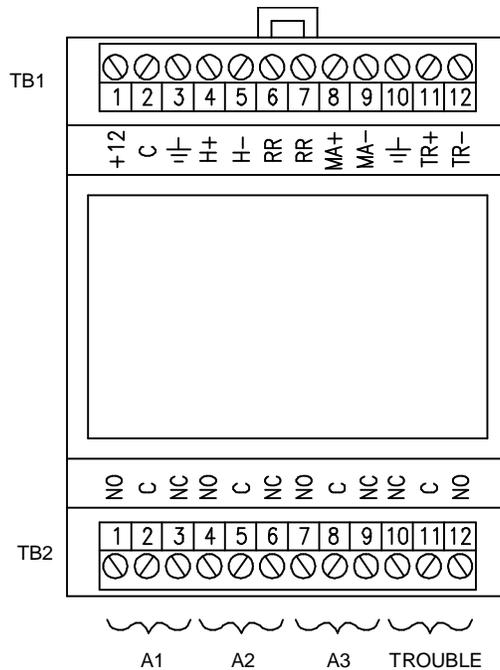 TB1
1 2 3 4 5 6 7 8 9 10 11 12
+12 C H+ H- RR RR MA+ MA- TR+ TR-
NO C NC NO C NC NO C NC NC C NO
TB2
1 2 3 4 5 6 7 8 9 10 11 12
A1 A2 A3 TROUBLE